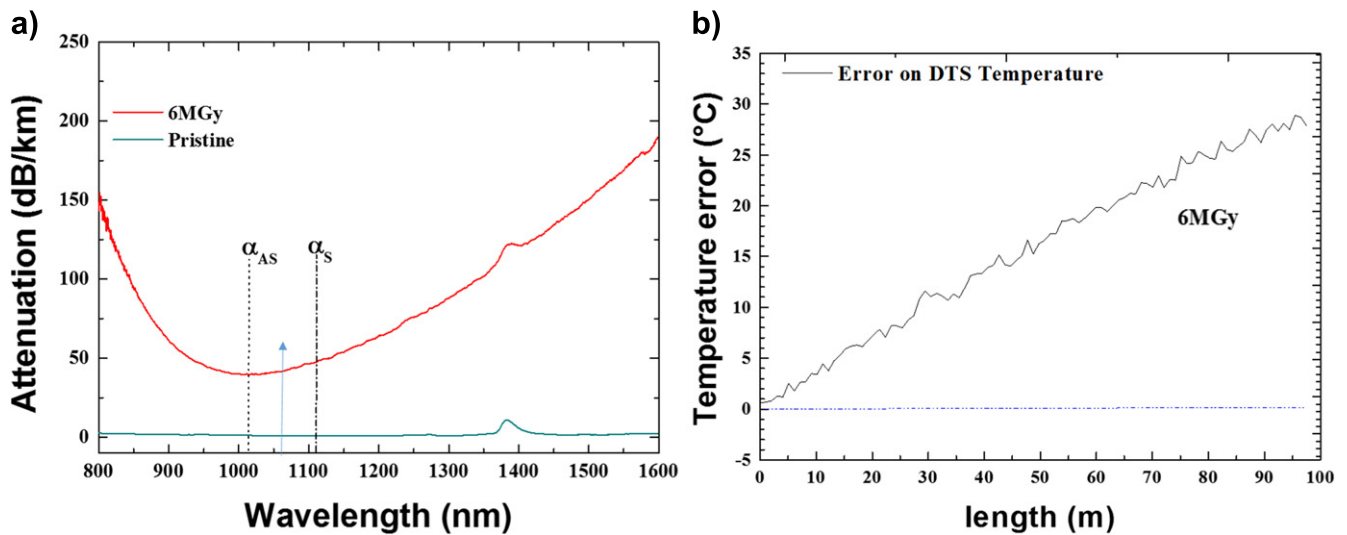 a)
250
200
150
100
50
0
Attenuation (dB/km)
6MGy
Pristine
αAS
αS
800 900 1000 1100 1200 1300 1400 1500 1600
Wavelength (nm)
b)
35
30
25
20
15
10
5
0
-5
Temperature error (°C)
Error on DTS Temperature
6MGy
0 10 20 30 40 50 60 70 80 90 100
length (m)